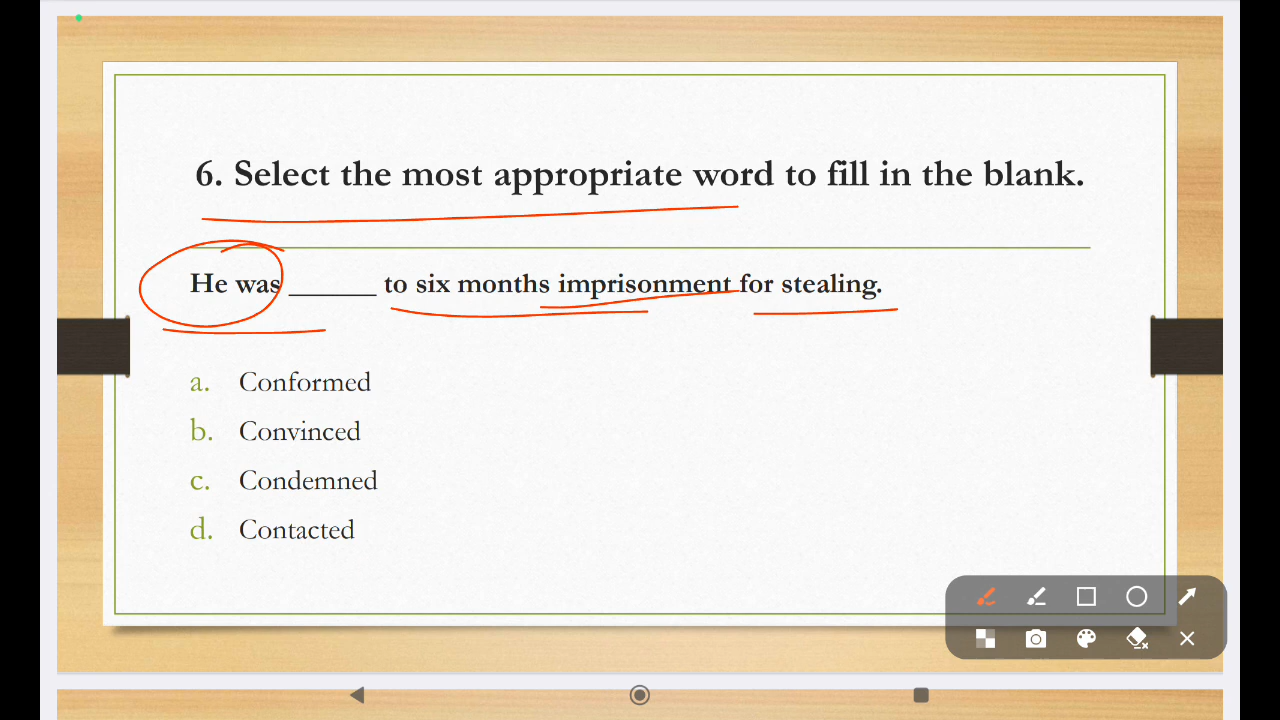 6. Select the most appropriate word to fill in the blank.
He was ______ to six months imprisonment for stealing.
a. Conformed
b. Convinced
c. Condemned
d. Contacted